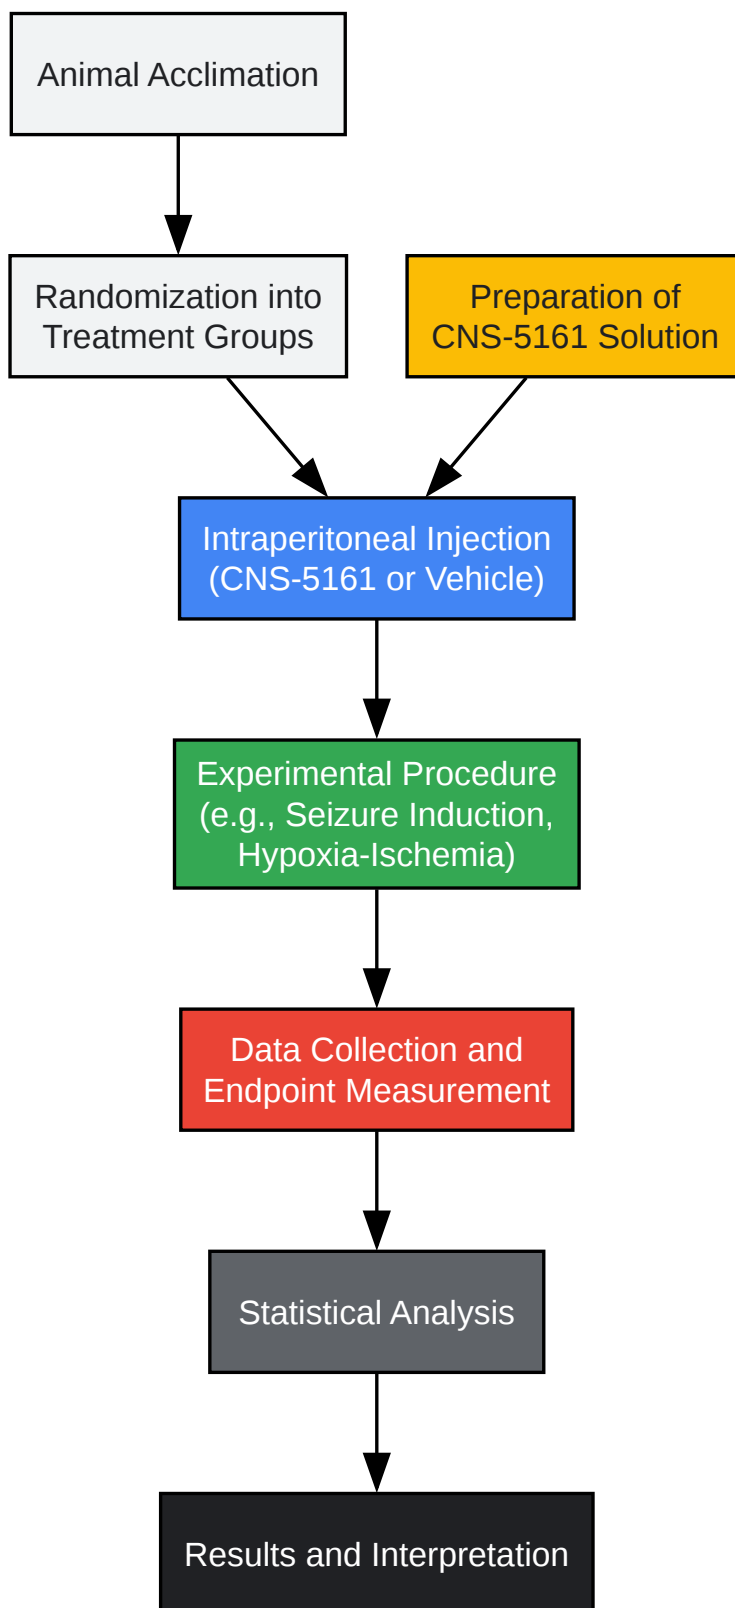 Animal Acclimation
Randomization into
Treatment Groups
Preparation of
CNS-5161 Solution
Intraperitoneal Injection
(CNS-5161 or Vehicle)
Experimental Procedure
(e.g., Seizure Induction,
Hypoxia-Ischemia)
Data Collection and
Endpoint Measurement
Statistical Analysis
Results and Interpretation